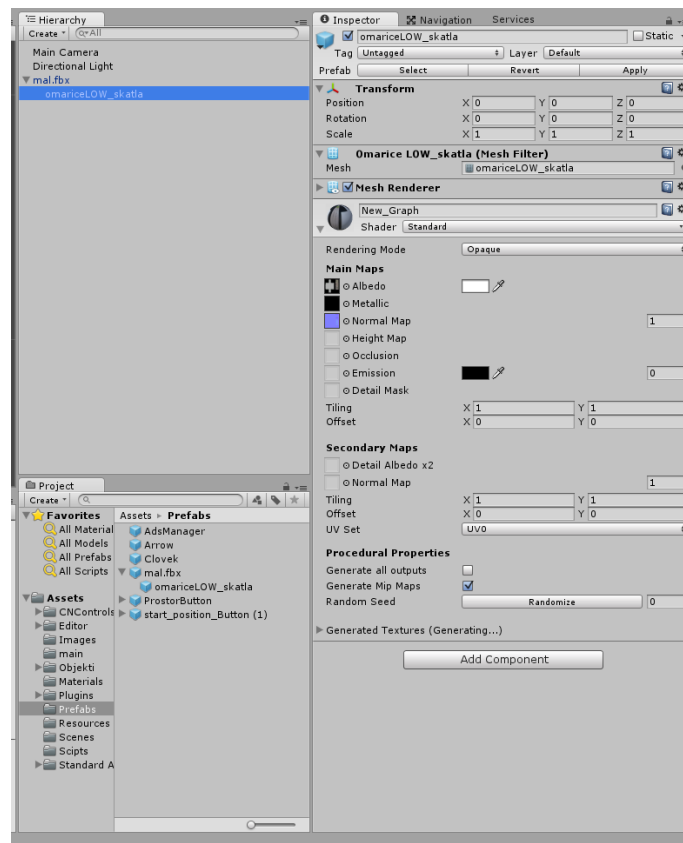 Hierarchy
Create
Q▾All
Main Camera
Directional Light
mal.fbx
omariceLOW_skatla
Project
Create
Favorites
All Material
All Models
All Prefabs
All Scripts
Assets
CNControls
Editor
Images
main
Objekti
Materials
Plugins
Prefabs
Resources
Scenes
Scipts
Standard A
Assets ▸ Prefabs
AdsManager
Arrow
Clovek
mal.fbx
omariceLOW_skatla
ProstorButton
start_position_Button (1)
Inspector Navigation Services
omariceLOW_skatla Static
Tag Untagged Layer Default
Prefab Select Revert Apply
Transform
Position X 0 Y 0 Z 0
Rotation X 0 Y 0 Z 0
Scale X 1 Y 1 Z 1
Omarice LOW_skatla (Mesh Filter)
Mesh omariceLOW_skatla
Mesh Renderer
New_Graph
Shader Standard
Rendering Mode Opaque
Main Maps
Albedo
Metallic
Normal Map 1
Height Map
Occlusion
Emission 0
Detail Mask
Tiling X 1 Y 1
Offset X 0 Y 0
Secondary Maps
Detail Albedo x2
Normal Map 1
Tiling X 1 Y 1
Offset X 0 Y 0
UV Set UV0
Procedural Properties
Generate all outputs
Generate Mip Maps
Random Seed Randomize 0
Generated Textures (Generating...)
Add Component